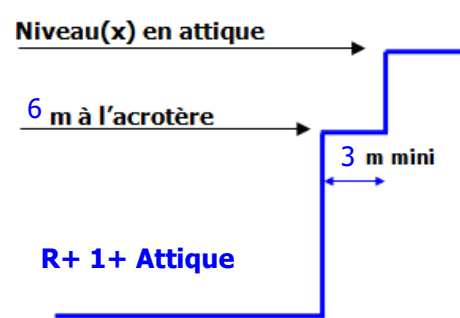 Niveau(x) en attique
6 m à l'acrotère
3 m mini
R+ 1+ Attique